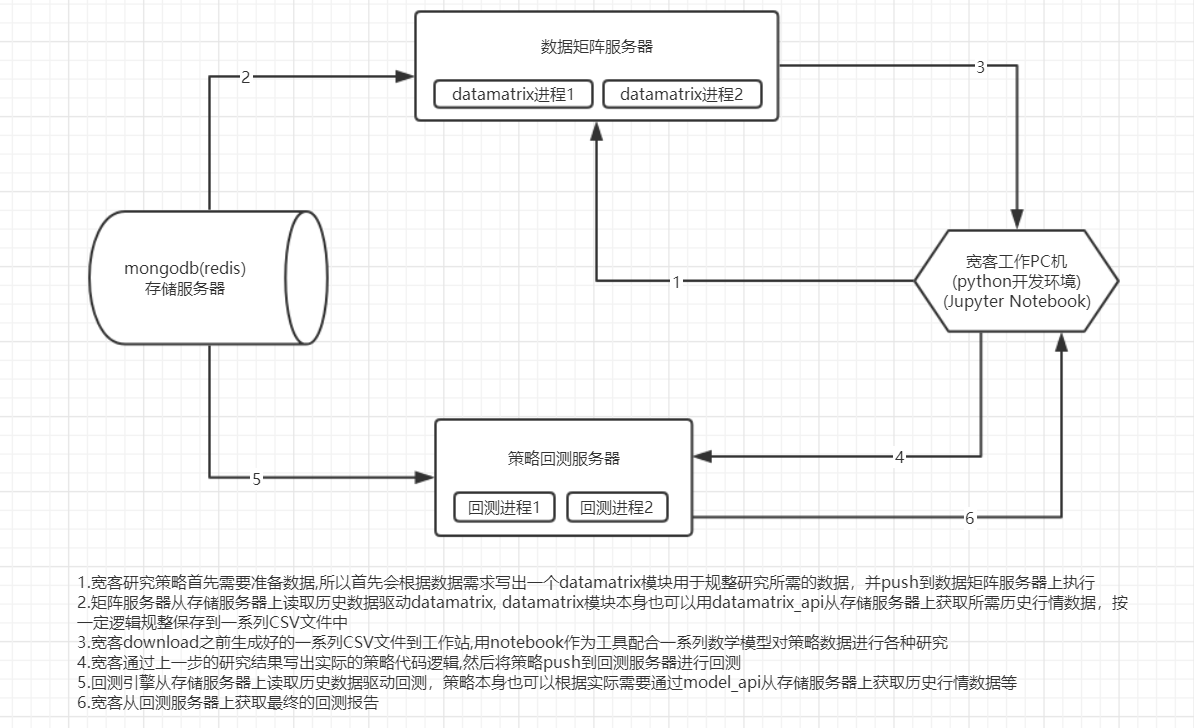 数据矩阵服务器
2
3
datamatrix进程1
datamatrix进程2
mongodb(redis)
存储服务器
宽客工作PC机
(python开发环境)
(Jupyter Notebook)
1
策略回测服务器
4
5
回测进程1
回测进程2
6
1.宽客研究策略首先需要准备数据,所以首先会根据数据需求写出一个datamatrix模块用于规整研究所需的数据，并push到数据矩阵服务器上执行
2.矩阵服务器从存储服务器上读取历史数据驱动datamatrix, datamatrix模块本身也可以用datamatrix_api从存储服务器上获取所需历史行情数据，按
一定逻辑规整保存到一系列CSV文件中
3.宽客download之前生成好的一系列CSV文件到工作站,用notebook作为工具配合一系列数学模型对策略数据进行各种研究
4.宽客通过上一步的研究结果写出实际的策略代码逻辑,然后将策略push到回测服务器进行回测
5.回测引擎从存储服务器上读取历史数据驱动回测，策略本身也可以根据实际需要通过model_api从存储服务器上获取历史行情数据等
6.宽客从回测服务器上获取最终的回测报告